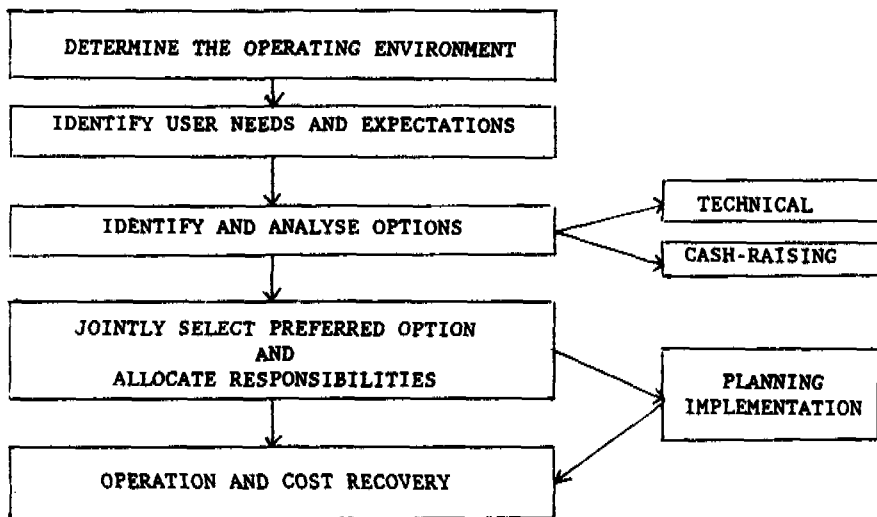 DETERMINE THE OPERATING ENVIRONMENT
IDENTIFY USER NEEDS AND EXPECTATIONS
IDENTIFY AND ANALYSE OPTIONS
TECHNICAL
CASH-RAISING
JOINTLY SELECT PREFERRED OPTION
AND
ALLOCATE RESPONSIBILITIES
PLANNING
IMPLEMENTATION
OPERATION AND COST RECOVERY